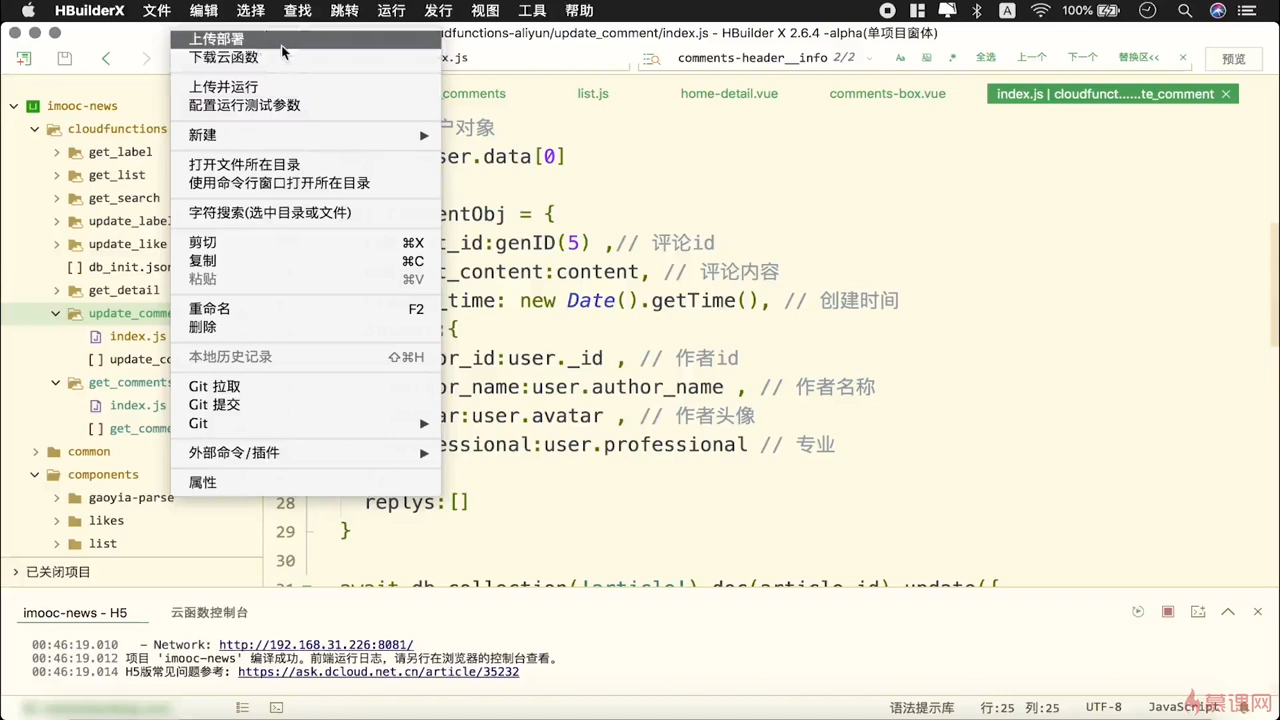 HBuilderX 文件 编辑 选择 查找 跳转 运行 发行 视图 工具 帮助 100%
dfunctions-aliyun/update_comment/index.js - HBuilder X 2.6.4 -alpha(单项目窗体)
x.js comments-header__info 2/2 Aa 全选 上一个 下一个 替换区<< 预览
comments list.js home-detail.vue comments-box.vue index.js | cloudfunct......te_comment
imooc-news
cloudfunctions
get_label
get_list
get_search
update_label
update_like
[ ] db_init.json
get_detail
update_comme
index.js
[ ] update_co
get_comments
index.js
[ ] get_comme
common
components
gaoyia-parse
likes
list
已关闭项目
上传部署
下载云函数
上传并运行
配置运行测试参数
新建
打开文件所在目录
使用命令行窗口打开所在目录
字符搜索(选中目录或文件)
剪切 ⌘X
复制 ⌘C
粘贴 ⌘V
重命名 F2
删除
本地历史记录 ⇧⌘H
Git 拉取
Git 提交
Git
外部命令/插件
属性
户对象
ser.data[0]
entObj = {
t_id:genID(5) ,// 评论id
t_content:content, // 评论内容
_time: new Date().getTime(), // 创建时间
:{
or_id:user._id , // 作者id
or_name:user.author_name , // 作者名称
ar:user.avatar , // 作者头像
essional:user.professional // 专业
28 replys:[]
29 }
30
31 await db.collection('article').doc(article_id).update({
imooc-news - H5 云函数控制台
00:46:19.010 - Network: http://192.168.31.226:8081/
00:46:19.012 项目 'imooc-news' 编译成功。前端运行日志，请另行在浏览器的控制台查看。
00:46:19.014 H5版常见问题参考: https://ask.dcloud.net.cn/article/35232
语法提示库 行:25 列:25 UTF-8 JavaScript
慕课网